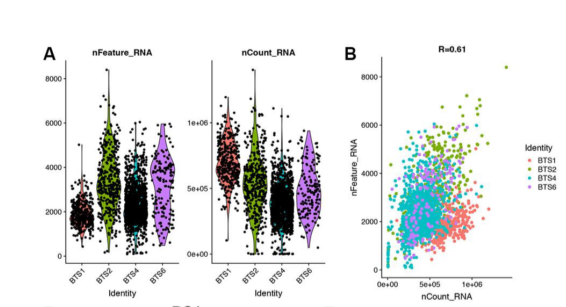 A
nFeature_RNA
8000
6000
4000
2000
0
BTS1
BTS2
BTS4
BTS6
Identity
nCount_RNA
1e+06
5e+05
0e+00
BTS1
BTS2
BTS4
BTS6
Identity
B
R=0.61
nFeature_RNA
8000
6000
4000
2000
0
0e+00 5e+05 1e+06
nCount_RNA
Identity
BTS1
BTS2
BTS4
BTS6